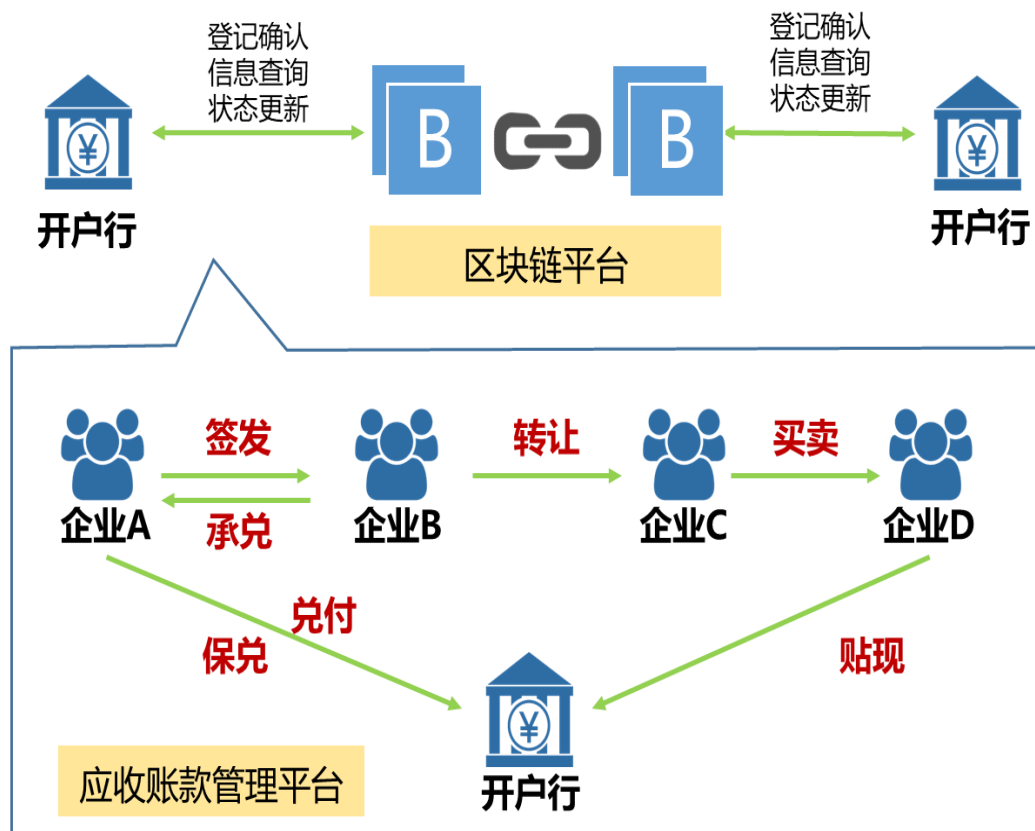 登记确认
信息查询
状态更新
登记确认
信息查询
状态更新
¥
B
B
¥
开户行
开户行
区块链平台
签发
转让
买卖
企业A
承兑
企业B
企业C
企业D
兑付
保兑
贴现
¥
应收账款管理平台
开户行